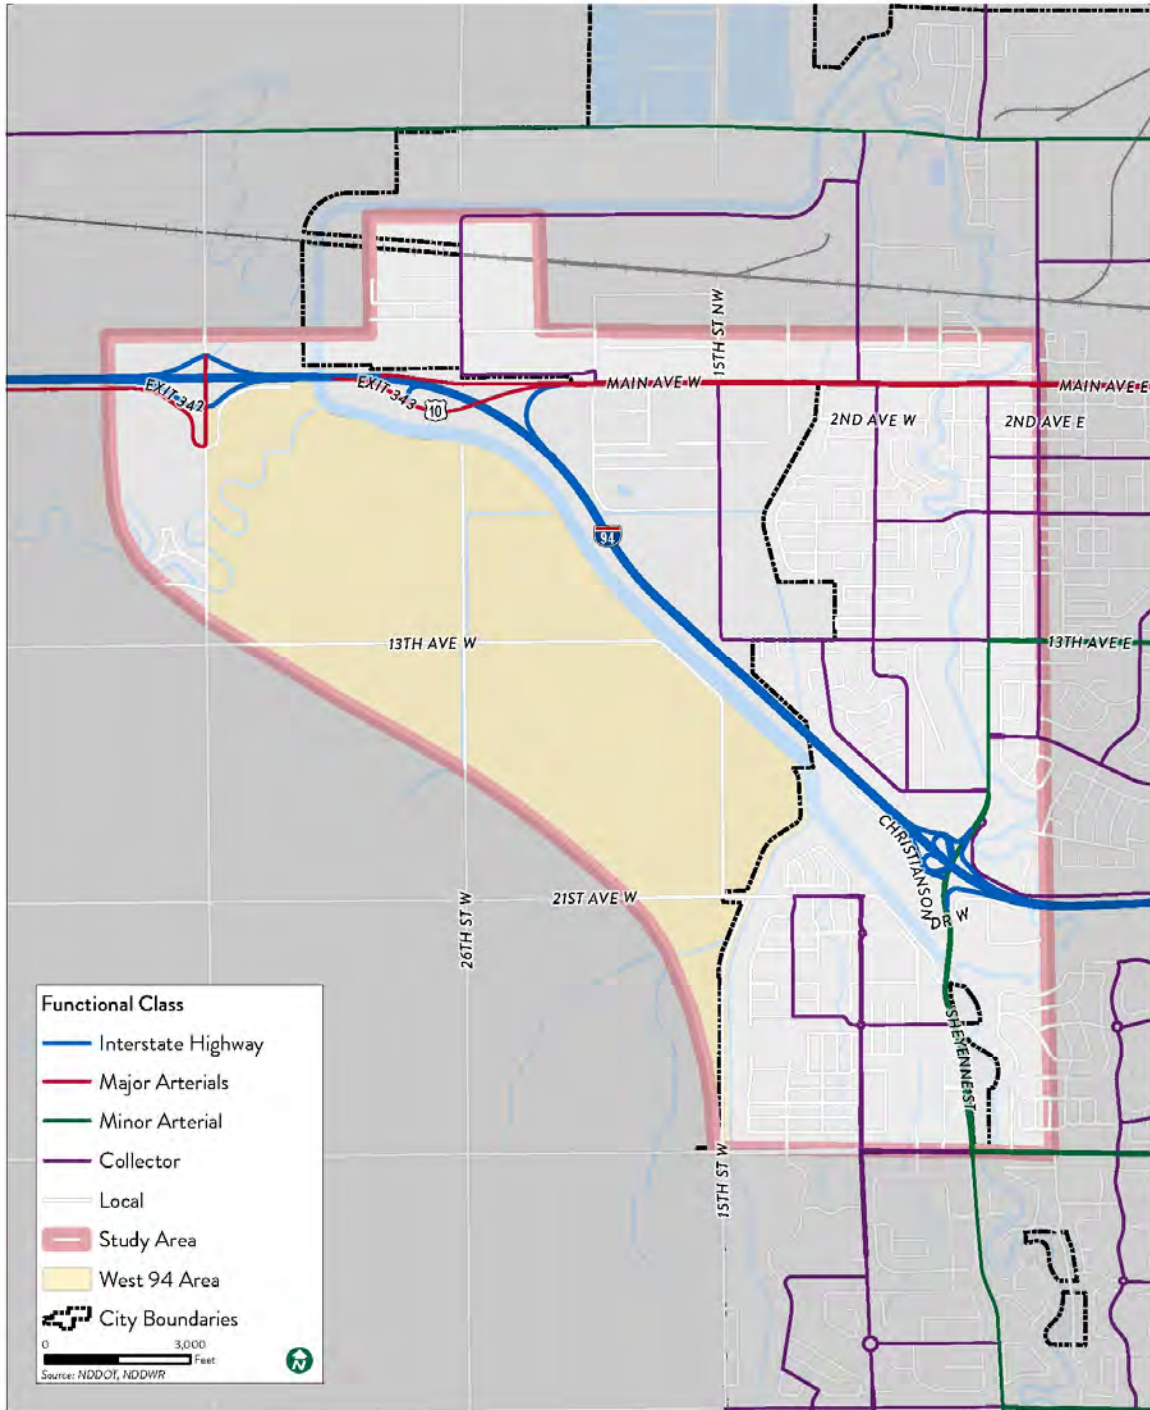 15TH ST NW
EXIT 342
EXIT 343
10
MAIN AVE W
MAIN AVE E
2ND AVE W
2ND AVE E
94
13TH AVE W
13TH AVE E
CHRISTIANSON
DR W
21ST AVE W
26TH ST W
SHEYENNE ST
15TH ST W
Functional Class
Interstate Highway
Major Arterials
Minor Arterial
Collector
Local
Study Area
West 94 Area
City Boundaries
0 3,000
Feet
Source: NDDOT, NDDWR
N